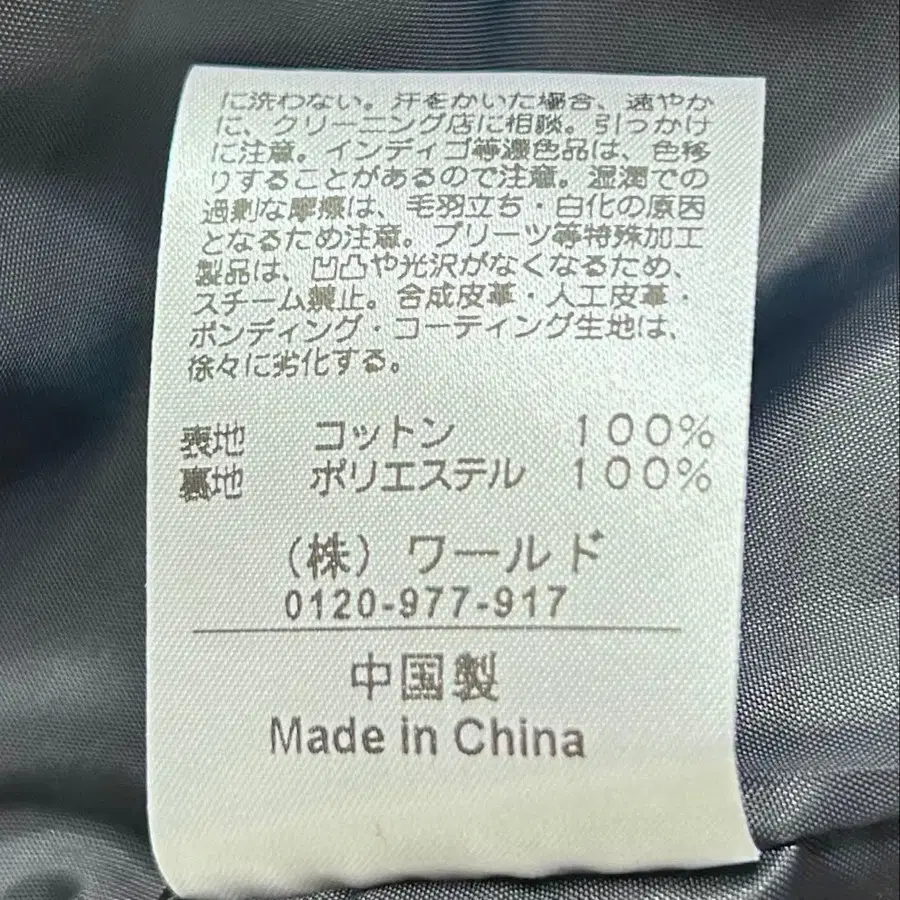 に洗わない。汗をかいた場合、速やか
に、クリーニング店に相談。引っかけ
に注意。インディゴ等濃色品は、色移
りすることがあるので注意。湿潤での
過剰な摩擦は、毛羽立ち・白化の原因
となるため注意。プリーツ等特殊加工
製品は、凹凸や光沢がなくなるため、
スチーム禁止。合成皮革・人工皮革・
ボンディング・コーティング生地は、
徐々に劣化する。
表地 コットン 100%
裏地 ポリエステル 100%
(株) ワールド
0120-977-917
中国製
Made in China